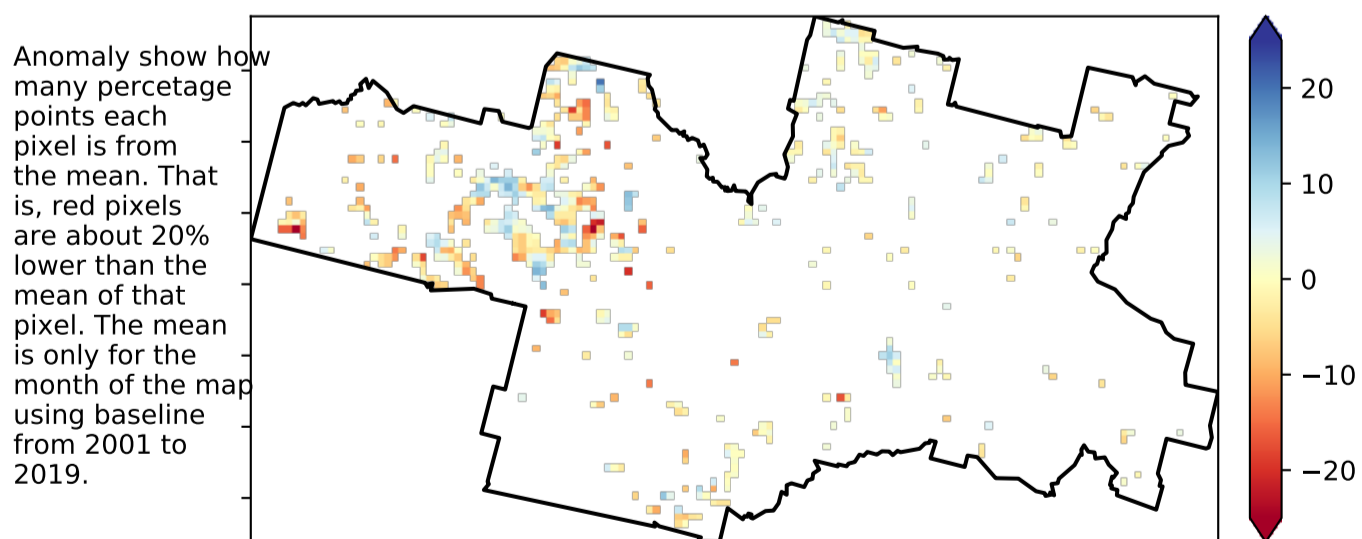 Anomaly show how
many percetage
points each
pixel is from
the mean. That
is, red pixels
are about 20%
lower than the
mean of that
pixel. The mean
is only for the
month of the map
using baseline
from 2001 to
2019.
20
10
0
−10
−20